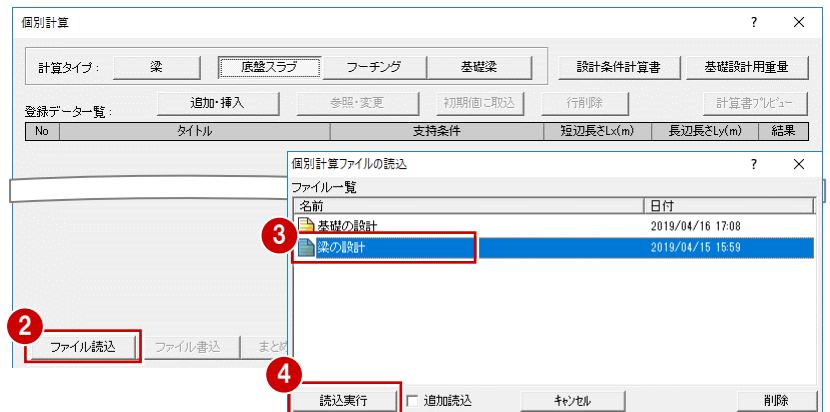 個別計算 ? ×
計算タイプ: 梁 底盤スラブ フーチング 基礎梁 設計条件計算書 基礎設計用重量
登録データ一覧: 追加・挿入 参照・変更 初期値に取込 行削除 計算書プレビュー
No タイトル 支持条件 短辺長さLx(m) 長辺長さLy(m) 結果
個別計算ファイルの読込 ? ×
ファイル一覧
名前 日付
基礎の設計 2019/04/16 17:08
3 梁の設計 2019/04/15 15:59
2
ファイル読込 ファイル書込 まとめ
4
読込実行 追加読込 キャンセル 削除